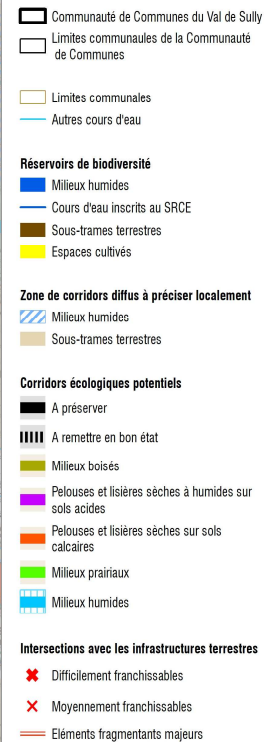 Communauté de Communes du Val de Sully
Limites communaules de la Communauté
de Communes
Limites communales
Autres cours d'eau
Réservoirs de biodiversité
Milieux humides
Cours d'eau inscrits au SRCE
Sous-trames terrestres
Espaces cultivés
Zone de corridors diffus à préciser localement
Milieux humides
Sous-trames terrestres
Corridors écologiques potentiels
A préserver
A remettre en bon état
Milieux boisés
Pelouses et lisières sèches à humides sur
sols acides
Pelouses et lisières sèches sur sols
calcaires
Milieux prairiaux
Milieux humides
Intersections avec les infrastructures terrestres
Difficilement franchissables
Moyennement franchissables
Eléments fragmentants majeurs